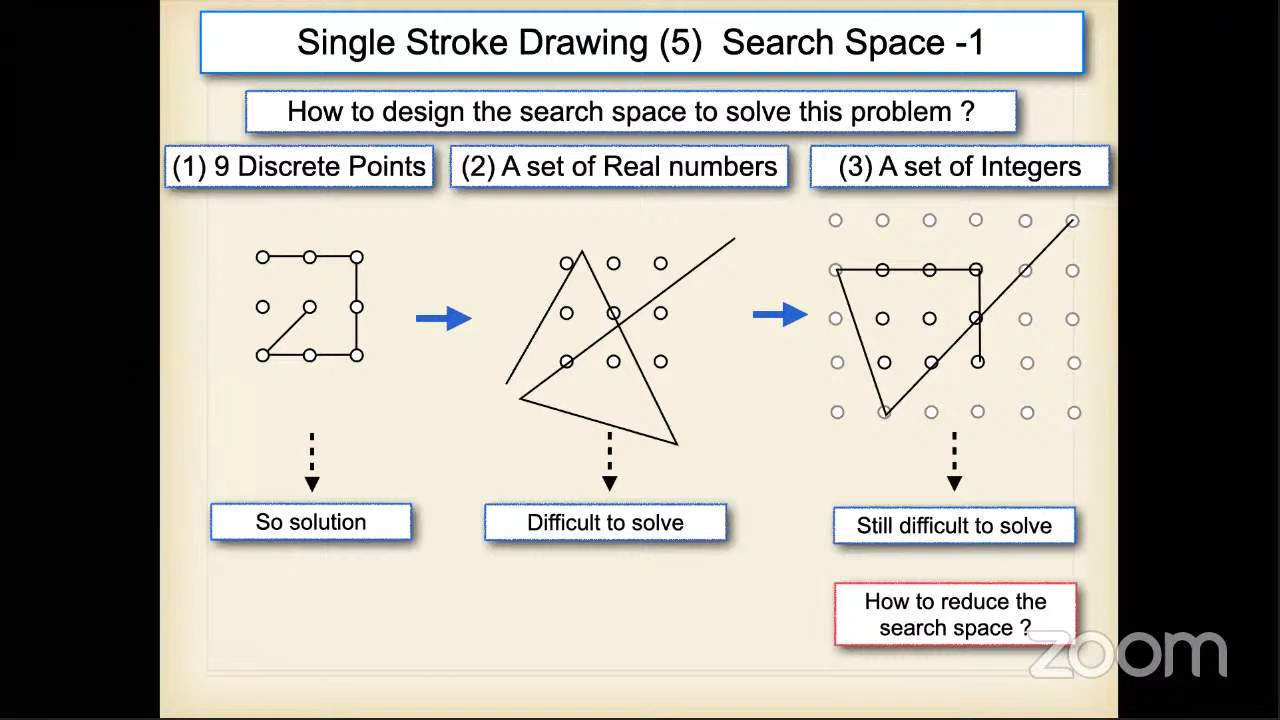 Single Stroke Drawing (5) Search Space -1
How to design the search space to solve this problem ?
(1) 9 Discrete Points
(2) A set of Real numbers
(3) A set of Integers
So solution
Difficult to solve
Still difficult to solve
How to reduce the
search space ?
zoom